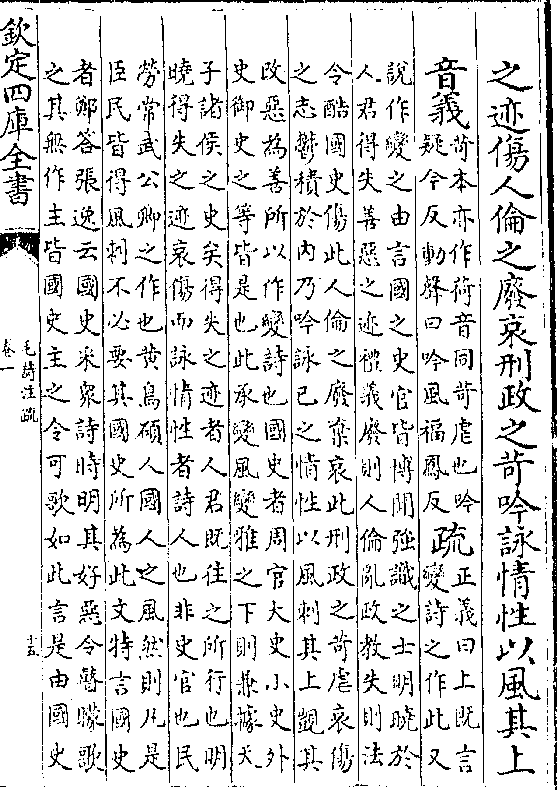 之迹傷人倫之廢哀刑政之苛吟詠情性以風其上
音義
苛本亦作荷音同苛虐也吟
疑今反動聲曰吟風福鳳反
疏
正義曰上既言
變詩之作此又
說作變之由言國之史官皆博聞強識之士明曉於
人君得失善惡之迹禮義廢則人倫亂政教失則法
令酷國史傷此人倫之廢棄哀此刑政之苛虐哀傷
之志鬱積於內乃吟詠己之情性以風刺其上覬其
改惡為善所以作變詩也國史者周官大史小史外
史御史之等皆是也此承變風變雅之下則兼據天
子諸侯之史矣得失之迹者人君既往之所行也明
曉得失之迹哀傷而詠情性者詩人也非史官也民
勞常武公卿之作也黄鳥碩人國人之風然則凡是
臣民皆得風刺不必要其國史所為此文特言國史
者鄭答張逸云國史采衆詩時明其好惡令瞽矇歌
之其無作主皆國史主之令可歌如此言是由國史
欽定四庫全書
毛詩注疏
卷一
十五